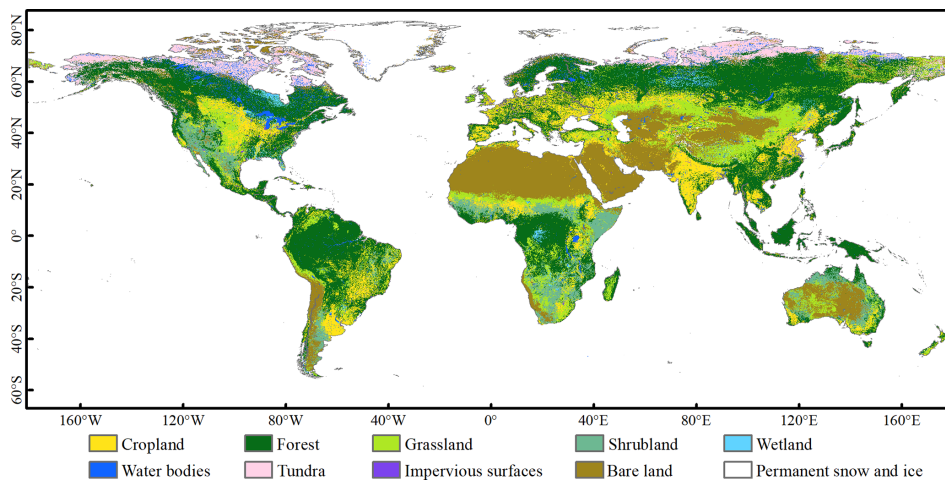 80°N
60°N
40°N
20°N
0°
20°S
40°S
60°S
160°W 120°W 80°W 40°W 0° 40°E 80°E 120°E 160°E
Cropland Forest Grassland Shrubland Wetland
Water bodies Tundra Impervious surfaces Bare land Permanent snow and ice